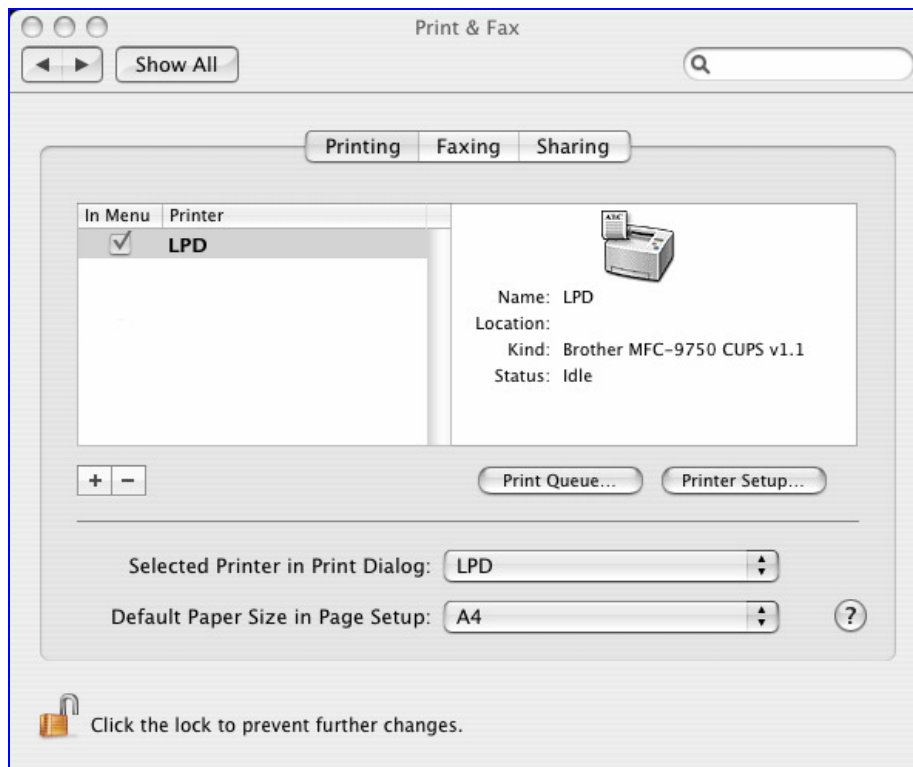 Print & Fax
Show All
Printing Faxing Sharing
In Menu Printer
LPD
ABC
Name: LPD
Location:
Kind: Brother MFC-9750 CUPS v1.1
Status: Idle
+ −
Print Queue... Printer Setup...
Selected Printer in Print Dialog: LPD
Default Paper Size in Page Setup: A4 ?
Click the lock to prevent further changes.